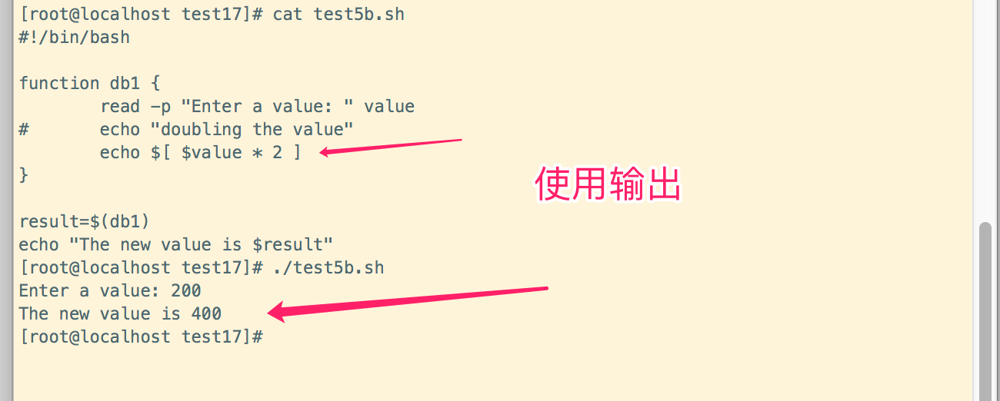 [root@localhost test17]# cat test5b.sh
#!/bin/bash
function db1 {
        read -p "Enter a value: " value
#       echo "doubling the value"
        echo $[ $value * 2 ]
}
使用输出
result=$(db1)
echo "The new value is $result"
[root@localhost test17]# ./test5b.sh
Enter a value: 200
The new value is 400
[root@localhost test17]#